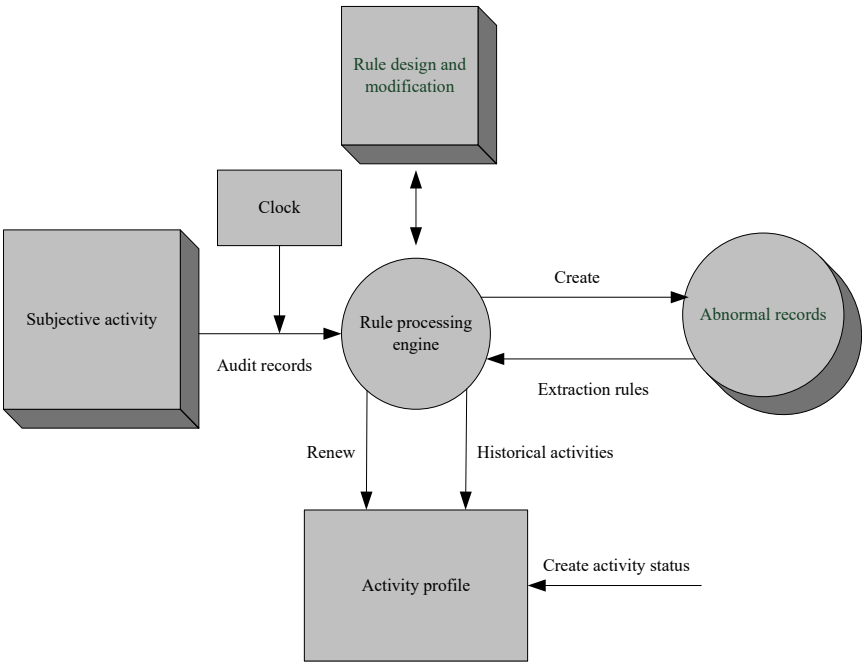 Rule design and
modification
Clock
Subjective activity
Audit records
Rule processing
engine
Create
Abnormal records
Extraction rules
Renew
Historical activities
Activity profile
Create activity status